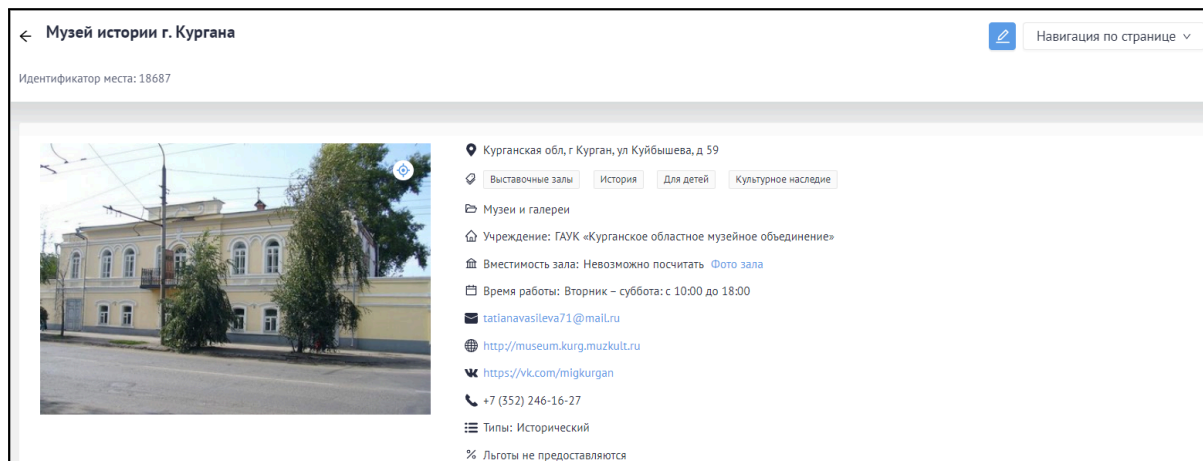 Музей истории г. Кургана
Навигация по странице
Идентификатор места: 18687
Курганская обл, г Курган, ул Куйбышева, д 59
Выставочные залы История Для детей Культурное наследие
Музеи и галереи
Учреждение: ГАУК «Курганское областное музейное объединение»
Вместимость зала: Невозможно посчитать Фото зала
Время работы: Вторник – суббота: с 10:00 до 18:00
tatianavasileva71@mail.ru
http://museum.kurg.muzkult.ru
https://vk.com/migkurgan
+7 (352) 246-16-27
Типы: Исторический
Льготы не предоставляются